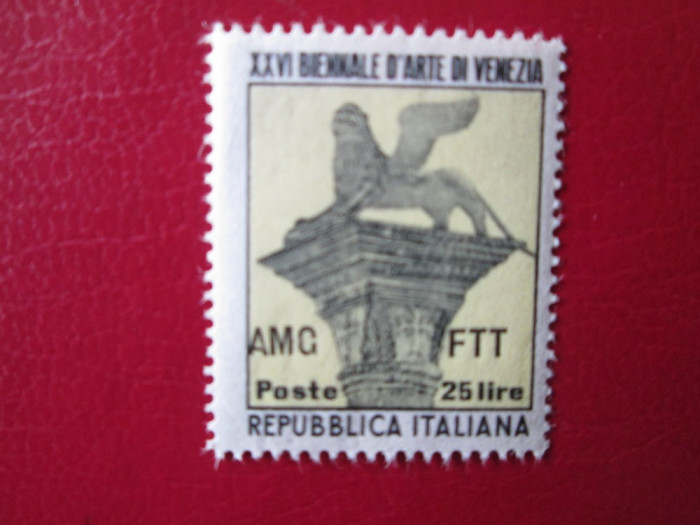 XXVI BIENNALE D'ARTE DI VENEZIA
AMG FTT
Poste 25 lire
REPUBBLICA ITALIANA